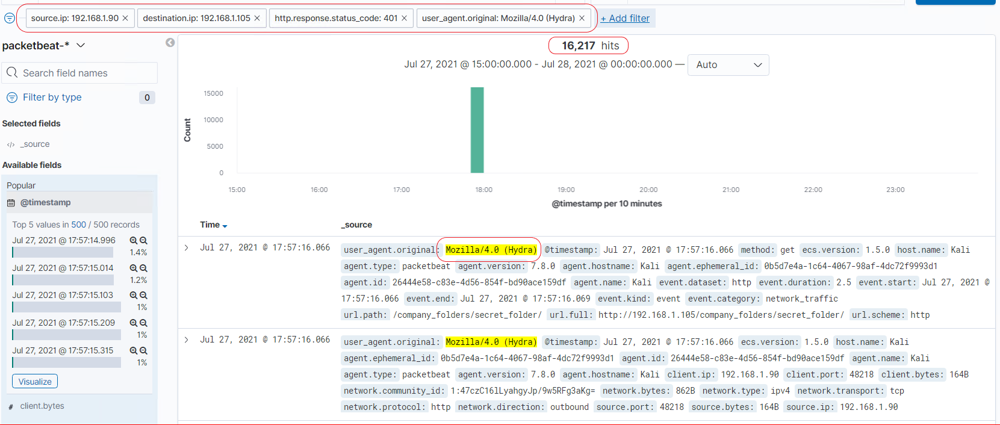 source.ip: 192.168.1.90 × destination.ip: 192.168.1.105 × http.response.status_code: 401 × user_agent.original: Mozilla/4.0 (Hydra) × + Add filter
packetbeat-*
Search field names
Filter by type 0
Selected fields
</> _source
Available fields
Popular
@timestamp
Top 5 values in 500 / 500 records
Jul 27, 2021 @ 17:57:14.996
1.4%
Jul 27, 2021 @ 17:57:15.014
1.2%
Jul 27, 2021 @ 17:57:15.103
1%
Jul 27, 2021 @ 17:57:15.209
1%
Jul 27, 2021 @ 17:57:15.315
1%
Visualize
# client.bytes
16,217 hits
Jul 27, 2021 @ 15:00:00.000 - Jul 28, 2021 @ 00:00:00.000 — Auto
Count
15000
10000
5000
0
15:00 16:00 17:00 18:00 19:00 20:00 21:00 22:00 23:00
@timestamp per 10 minutes
Time _source
Jul 27, 2021 @ 17:57:16.066 user_agent.original: Mozilla/4.0 (Hydra) @timestamp: Jul 27, 2021 @ 17:57:16.066 method: get ecs.version: 1.5.0 host.name: Kali
agent.type: packetbeat agent.version: 7.8.0 agent.hostname: Kali agent.ephemeral_id: 0b5d7e4a-1c64-4067-98af-4dc72f9993d1
agent.id: 26444e58-c83e-4d56-854f-bd90ace159df agent.name: Kali event.dataset: http event.duration: 2.5 event.start: Jul 27, 2021 @
17:57:16.066 event.end: Jul 27, 2021 @ 17:57:16.069 event.kind: event event.category: network_traffic
url.path: /company_folders/secret_folder/ url.full: http://192.168.1.105/company_folders/secret_folder/ url.scheme: http
Jul 27, 2021 @ 17:57:16.066 user_agent.original: Mozilla/4.0 (Hydra) @timestamp: Jul 27, 2021 @ 17:57:16.066 ecs.version: 1.5.0 host.name: Kali
agent.ephemeral_id: 0b5d7e4a-1c64-4067-98af-4dc72f9993d1 agent.id: 26444e58-c83e-4d56-854f-bd90ace159df agent.name: Kali
agent.type: packetbeat agent.version: 7.8.0 agent.hostname: Kali client.ip: 192.168.1.90 client.port: 48218 client.bytes: 164B
network.community_id: 1:47czC16lLyahgyJp/9w5RFg3aKg= network.bytes: 862B network.type: ipv4 network.transport: tcp
network.protocol: http network.direction: outbound source.port: 48218 source.bytes: 164B source.ip: 192.168.1.90